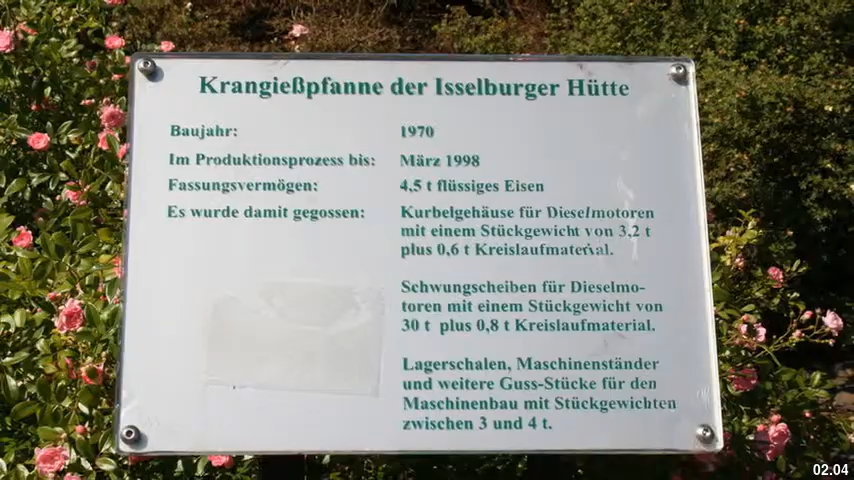 Krangießpfanne der Isselburger Hütte
Baujahr: 1970
Im Produktionsprozess bis: März 1998
Fassungsvermögen: 4,5 t flüssiges Eisen
Es wurde damit gegossen: Kurbelgehäuse für Dieselmotoren
mit einem Stückgewicht von 3,2 t
plus 0,6 t Kreislaufmaterial.
Schwungscheiben für Dieselmo-
toren mit einem Stückgewicht von
30 t plus 0,8 t Kreislaufmaterial.
Lagerschalen, Maschinenständer
und weitere Guss-Stücke für den
Maschinenbau mit Stückgewichten
zwischen 3 und 4 t.
02.04